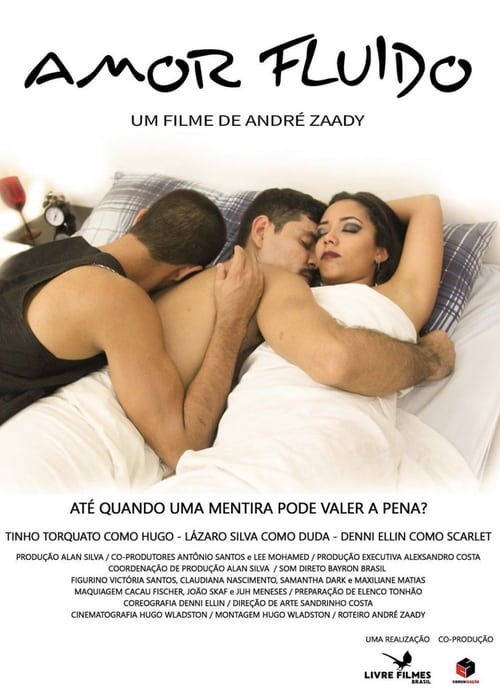 AMOR FLUIDO
UM FILME DE ANDRÉ ZAADY
ATÉ QUANDO UMA MENTIRA PODE VALER A PENA?
TINHO TORQUATO COMO HUGO - LÁZARO SILVA COMO DUDA - DENNI ELLIN COMO SCARLET
PRODUÇÃO ALAN SILVA / CO-PRODUTORES ANTÓNIO SANTOS e LEE MOHAMED / PRODUÇÃO EXECUTIVA ALEXSANDRO COSTA
COORDENAÇÃO DE PRODUÇÃO ALAN SILVA / SOM DIRETO BAYRON BRASIL
FIGURINO VICTÓRIA SANTOS, CLAUDIANA NASCIMENTO, SAMANTHA DARK e MAXILIANE MATIAS
MAQUIAGEM CACAU FISCHER, JOÃO SKAF e JUH MENESES / PREPARAÇÃO DE ELENCO TONHÃO
COREOGRAFIA DENNI ELLIN / DIREÇÃO DE ARTE SANDRINHO COSTA
CINEMATOGRAFIA HUGO WLADSTON / MONTAGEM HUGO WLADSTON / ROTEIRO ANDRÉ ZAADY
UMA REALIZAÇÃO CO-PRODUÇÃO
LIVRE FILMES
BRASIL